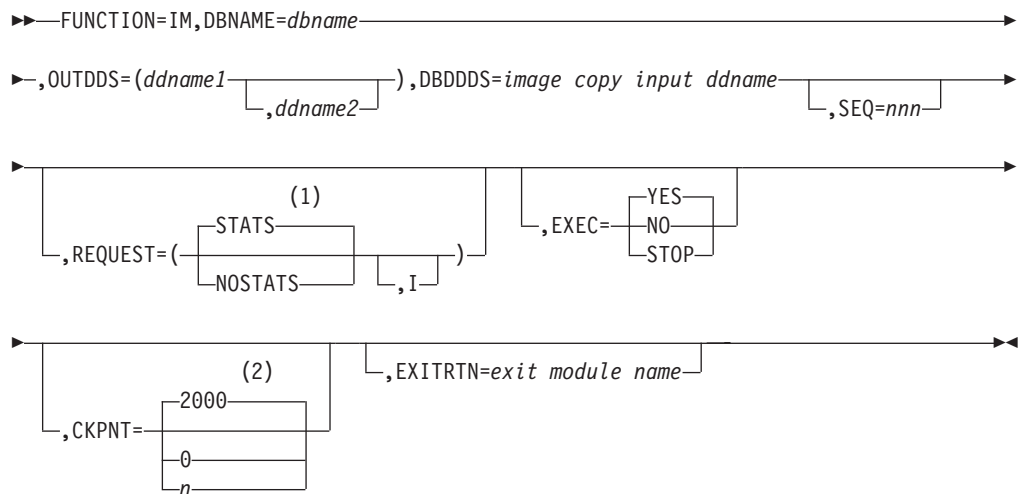 FUNCTION=IM,DBNAME=dbname
,OUTDDS=(ddname1 ),DBDDDS=image copy input ddname
,ddname2 ,SEQ=nnn
(1) YES
STATS ,EXEC= NO
,REQUEST=( ) STOP
NOSTATS ,I
(2) ,EXITRTN=exit module name
2000
,CKPNT=
0
n